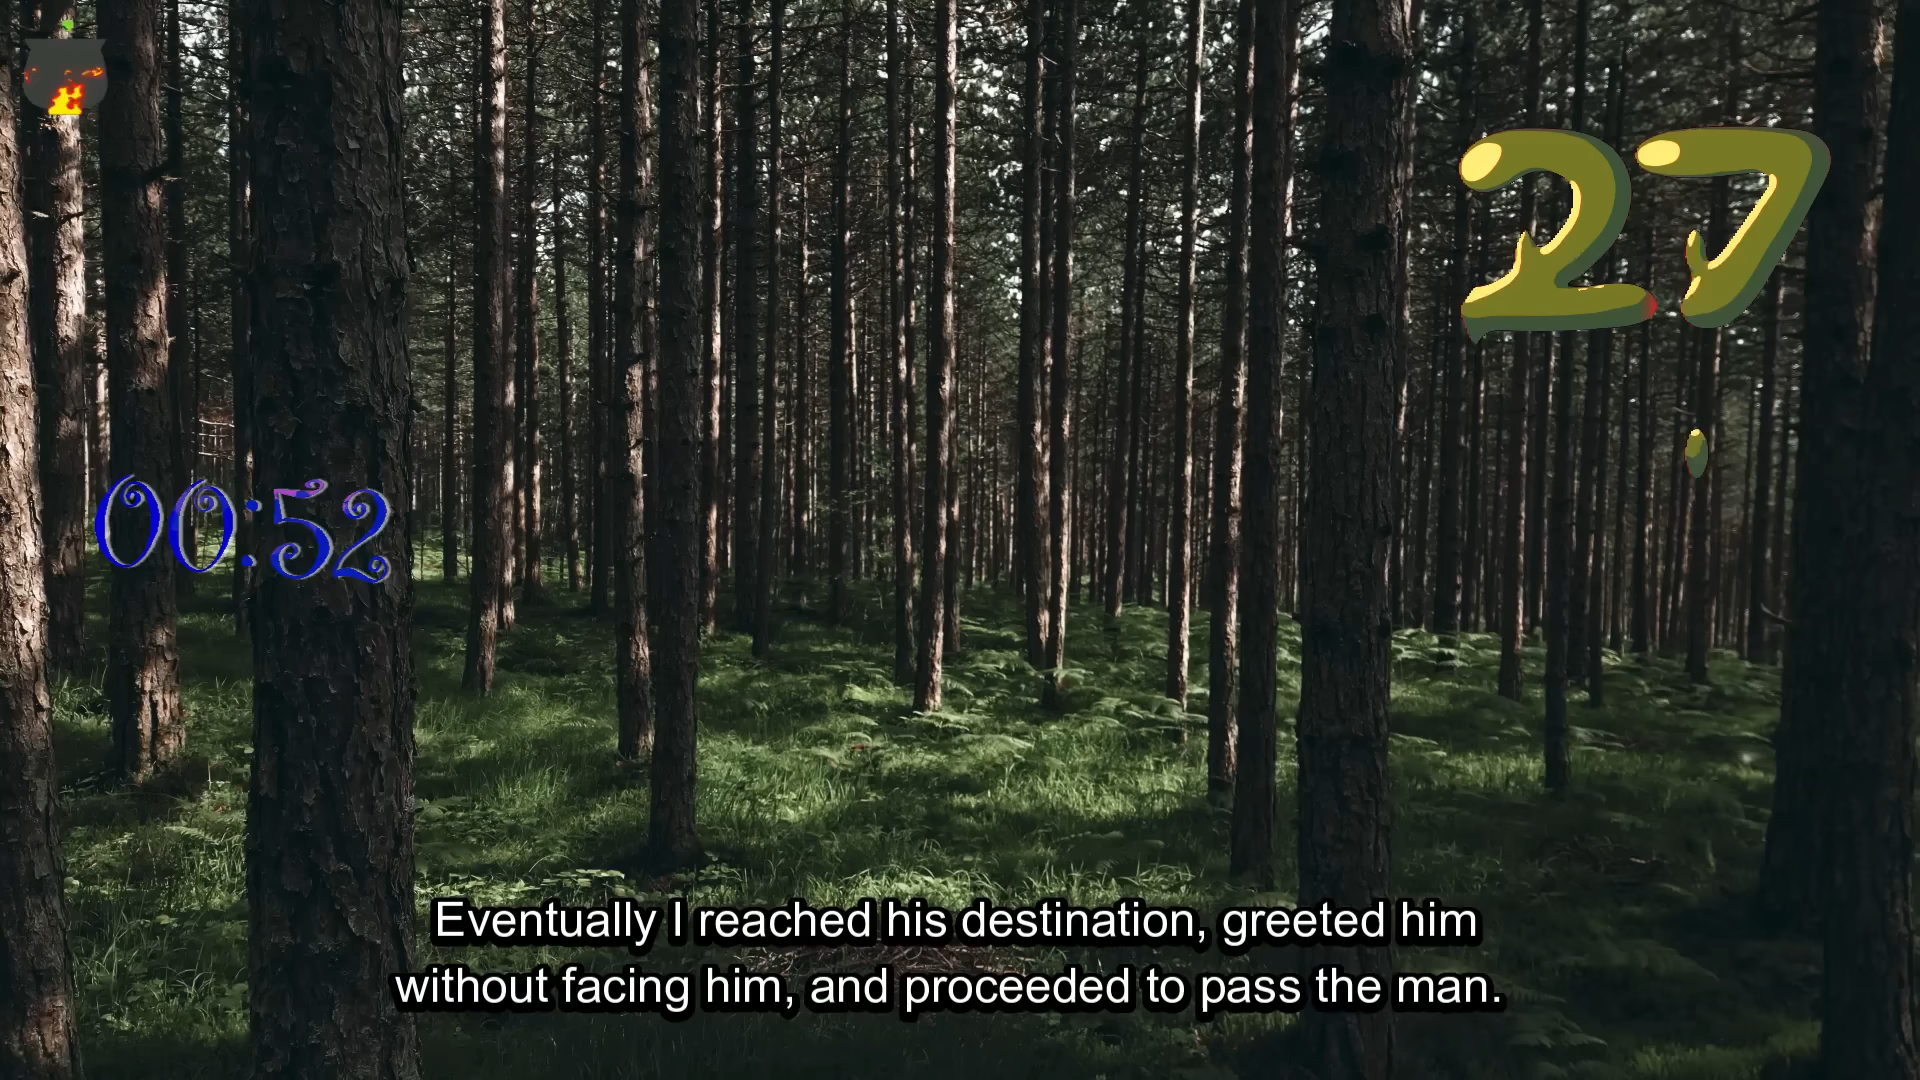 27
00:52
Eventually I reached his destination, greeted him
without facing him, and proceeded to pass the man.